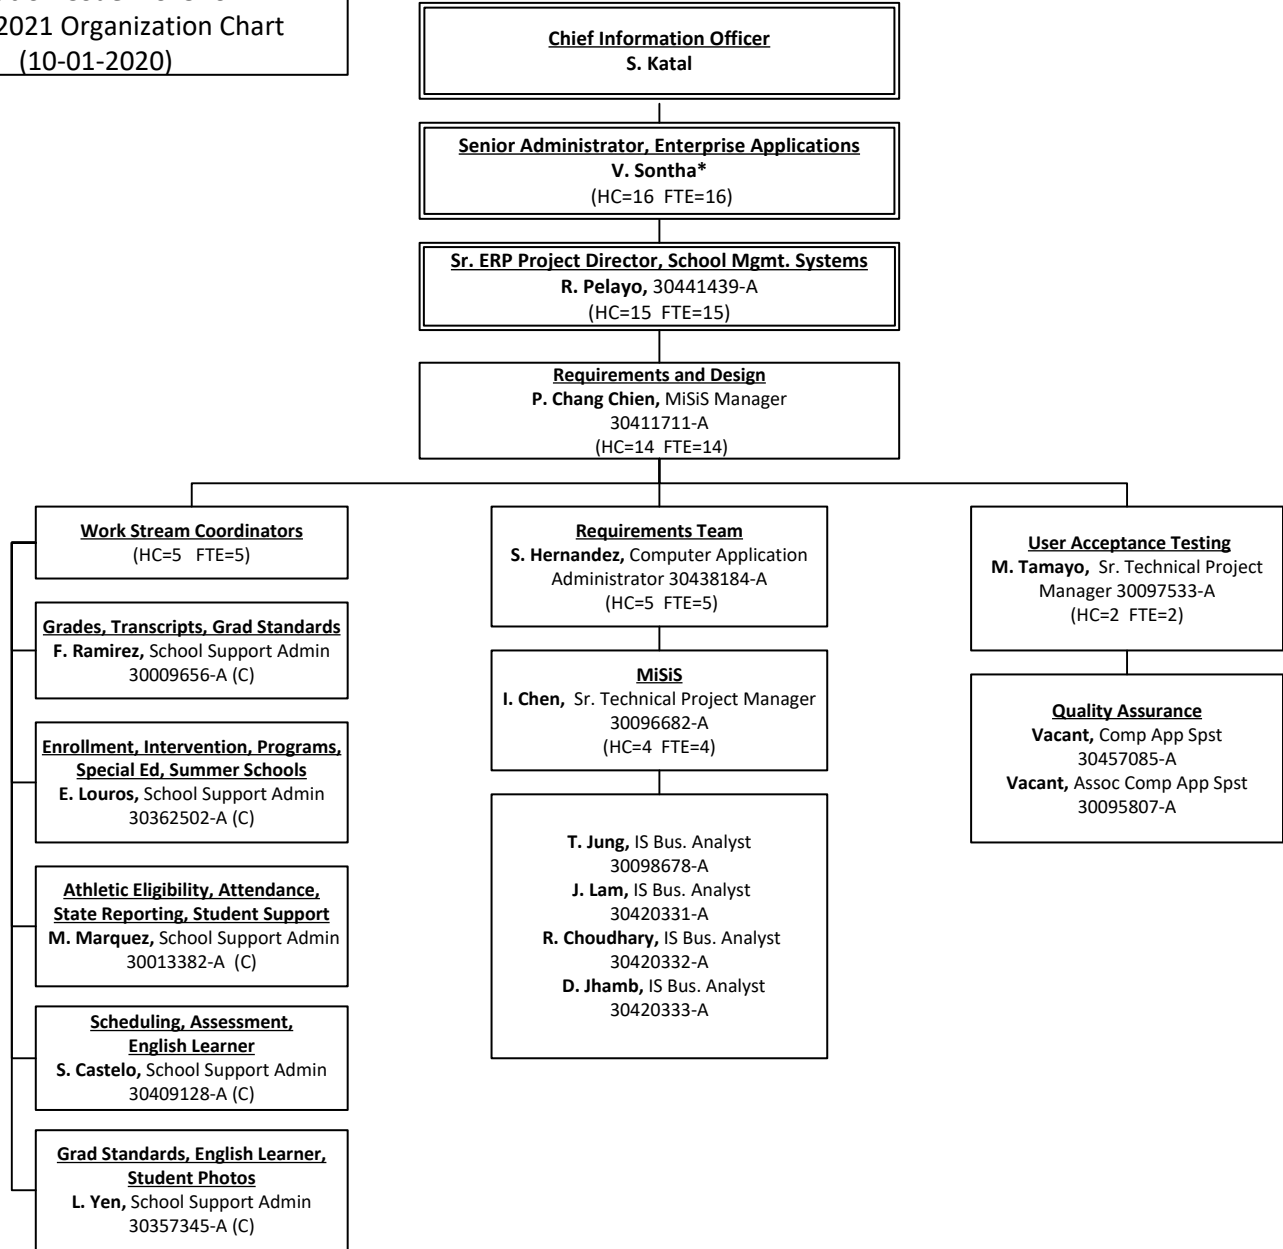 2021 Organization Chart
(10-01-2020)
Chief Information Officer
S. Katal
Senior Administrator, Enterprise Applications
V. Sontha*
(HC=16 FTE=16)
Sr. ERP Project Director, School Mgmt. Systems
R. Pelayo, 30441439-A
(HC=15 FTE=15)
Requirements and Design
P. Chang Chien, MiSiS Manager
30411711-A
(HC=14 FTE=14)
Work Stream Coordinators
(HC=5 FTE=5)
Grades, Transcripts, Grad Standards
F. Ramirez, School Support Admin
30009656-A (C)
Enrollment, Intervention, Programs,
Special Ed, Summer Schools
E. Louros, School Support Admin
30362502-A (C)
Athletic Eligibility, Attendance,
State Reporting, Student Support
M. Marquez, School Support Admin
30013382-A (C)
Scheduling, Assessment,
English Learner
S. Castelo, School Support Admin
30409128-A (C)
Grad Standards, English Learner,
Student Photos
L. Yen, School Support Admin
30357345-A (C)
Requirements Team
S. Hernandez, Computer Application
Administrator 30438184-A
(HC=5 FTE=5)
MiSiS
I. Chen, Sr. Technical Project Manager
30096682-A
(HC=4 FTE=4)
T. Jung, IS Bus. Analyst
30098678-A
J. Lam, IS Bus. Analyst
30420331-A
R. Choudhary, IS Bus. Analyst
30420332-A
D. Jhamb, IS Bus. Analyst
30420333-A
User Acceptance Testing
M. Tamayo, Sr. Technical Project
Manager 30097533-A
(HC=2 FTE=2)
Quality Assurance
Vacant, Comp App Spst
30457085-A
Vacant, Assoc Comp App Spst
30095807-A